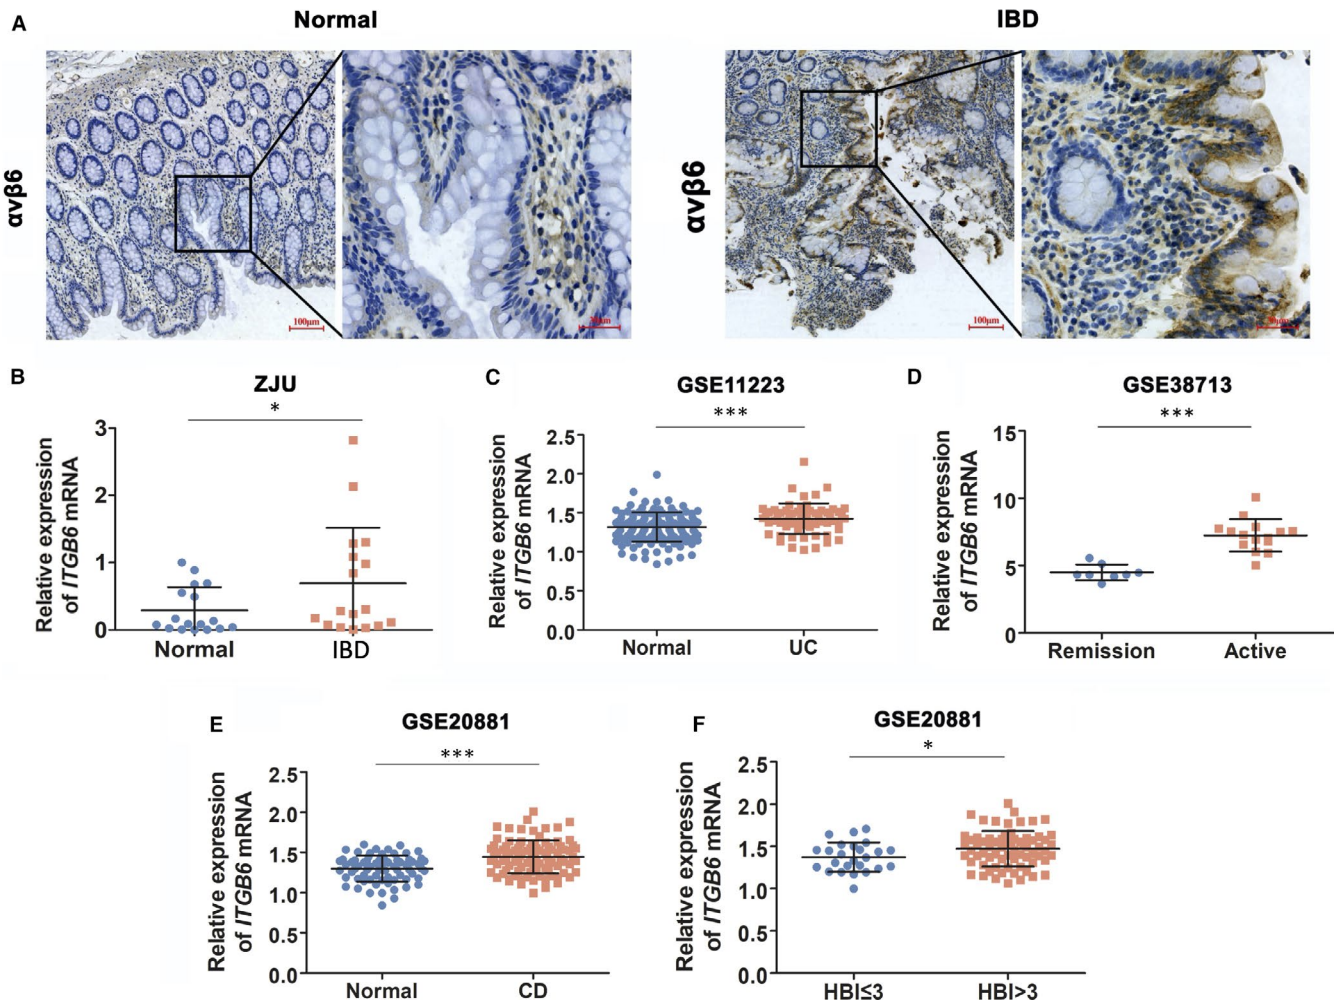 A
Normal
IBD
αvβ6
100μm
αvβ6
100μm
B
ZJU
*
Relative expression
of ITGB6 mRNA
3
2
1
0
Normal
IBD
C
GSE11223
***
Relative expression
of ITGB6 mRNA
2.5
2.0
1.5
1.0
0.5
0.0
Normal
UC
D
GSE38713
***
Relative expression
of ITGB6 mRNA
15
10
5
0
Remission
Active
E
GSE20881
***
Relative expression
of ITGB6 mRNA
2.5
2.0
1.5
1.0
0.5
0.0
Normal
CD
F
GSE20881
*
Relative expression
of ITGB6 mRNA
2.5
2.0
1.5
1.0
0.5
0.0
HBI≤3
HBI>3